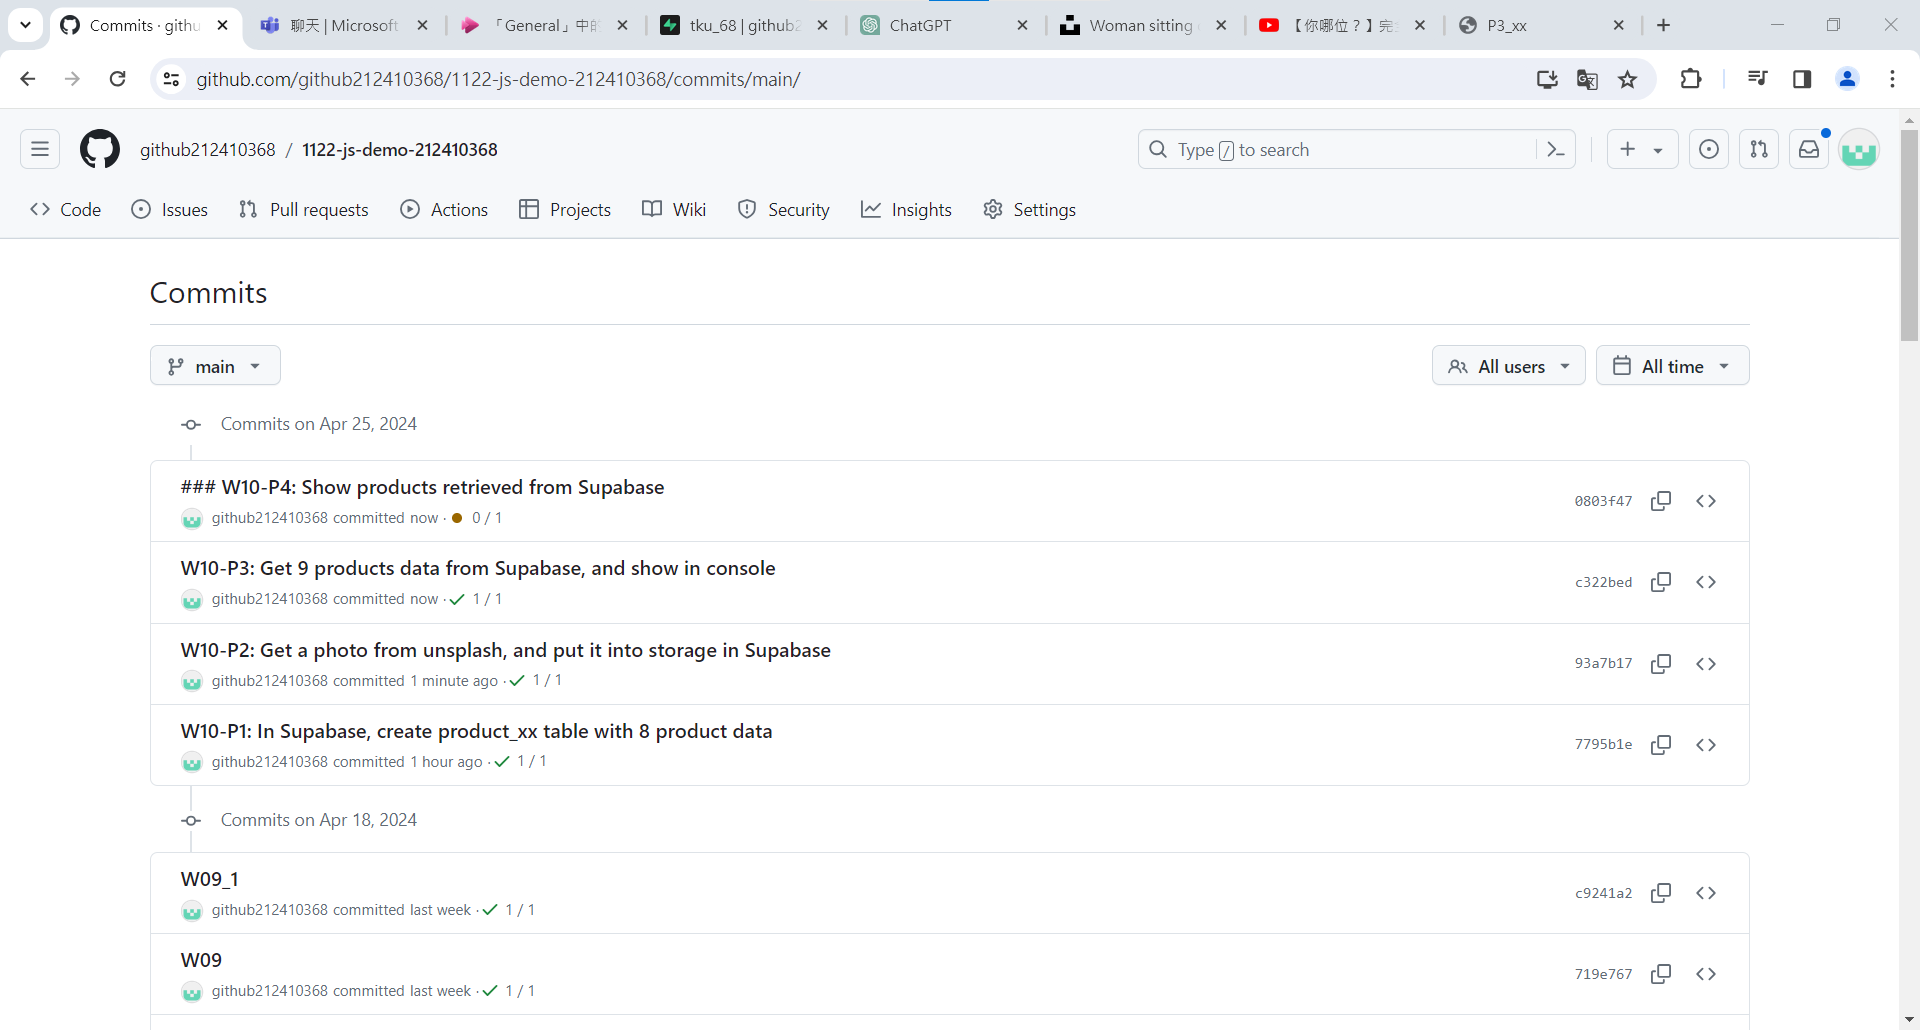 Commits · githu
聊天 | Microsoft
「General」中的
tku_68 | github2
ChatGPT
Woman sitting
【你哪位？】完
P3_xx
github.com/github212410368/1122-js-demo-212410368/commits/main/
github212410368 / 1122-js-demo-212410368
Type / to search
Code
Issues
Pull requests
Actions
Projects
Wiki
Security
Insights
Settings
Commits
main
All users
All time
Commits on Apr 25, 2024
### W10-P4: Show products retrieved from Supabase
github212410368 committed now · 0 / 1
0803f47
W10-P3: Get 9 products data from Supabase, and show in console
github212410368 committed now · 1 / 1
c322bed
W10-P2: Get a photo from unsplash, and put it into storage in Supabase
github212410368 committed 1 minute ago · 1 / 1
93a7b17
W10-P1: In Supabase, create product_xx table with 8 product data
github212410368 committed 1 hour ago · 1 / 1
7795b1e
Commits on Apr 18, 2024
W09_1
github212410368 committed last week · 1 / 1
c9241a2
W09
github212410368 committed last week · 1 / 1
719e767